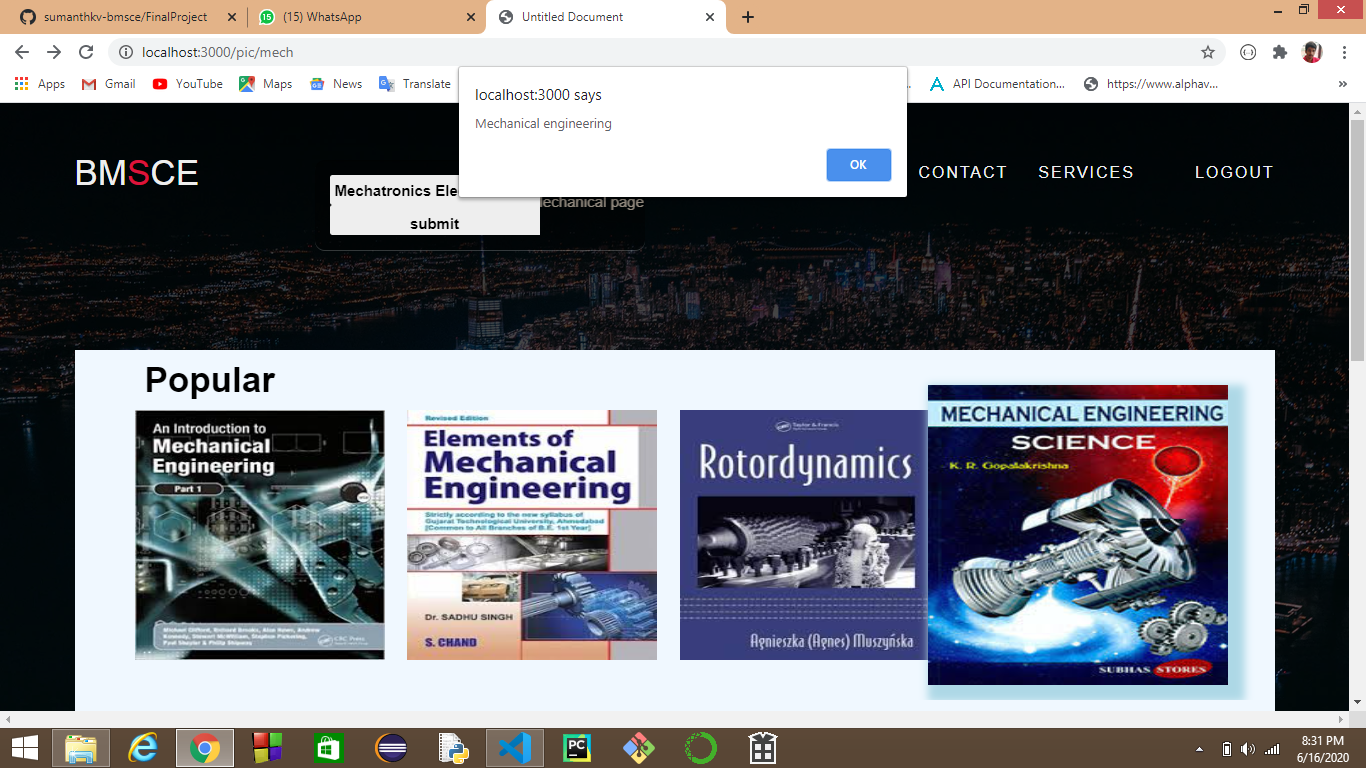 sumanthkv-bmsce/FinalProject
(15) WhatsApp
Untitled Document
localhost:3000/pic/mech
Apps
Gmail
YouTube
Maps
News
Translate
API Documentation...
https://www.alphav...
localhost:3000 says
Mechanical engineering
OK
BMSCE
CONTACT
SERVICES
LOGOUT
Mechatronics Ele
echanical page
submit
Popular
An Introduction to
Mechanical
Engineering
Part 1
CRC Press
Revised Edition
Elements of
Mechanical
Engineering
Strictly according to the new syllabus of
Gujarat Technological University, Ahmedabad
[Common to All Branches of B.E. 1st Year]
Dr. SADHU SINGH
S. CHAND
Taylor & Francis
Rotordynamics
Agnieszka (Agnes) Muszyńska
MECHANICAL ENGINEERING
SCIENCE
K. R. Gopalakrishna
SUBHAS STORES
8:31 PM
6/16/2020